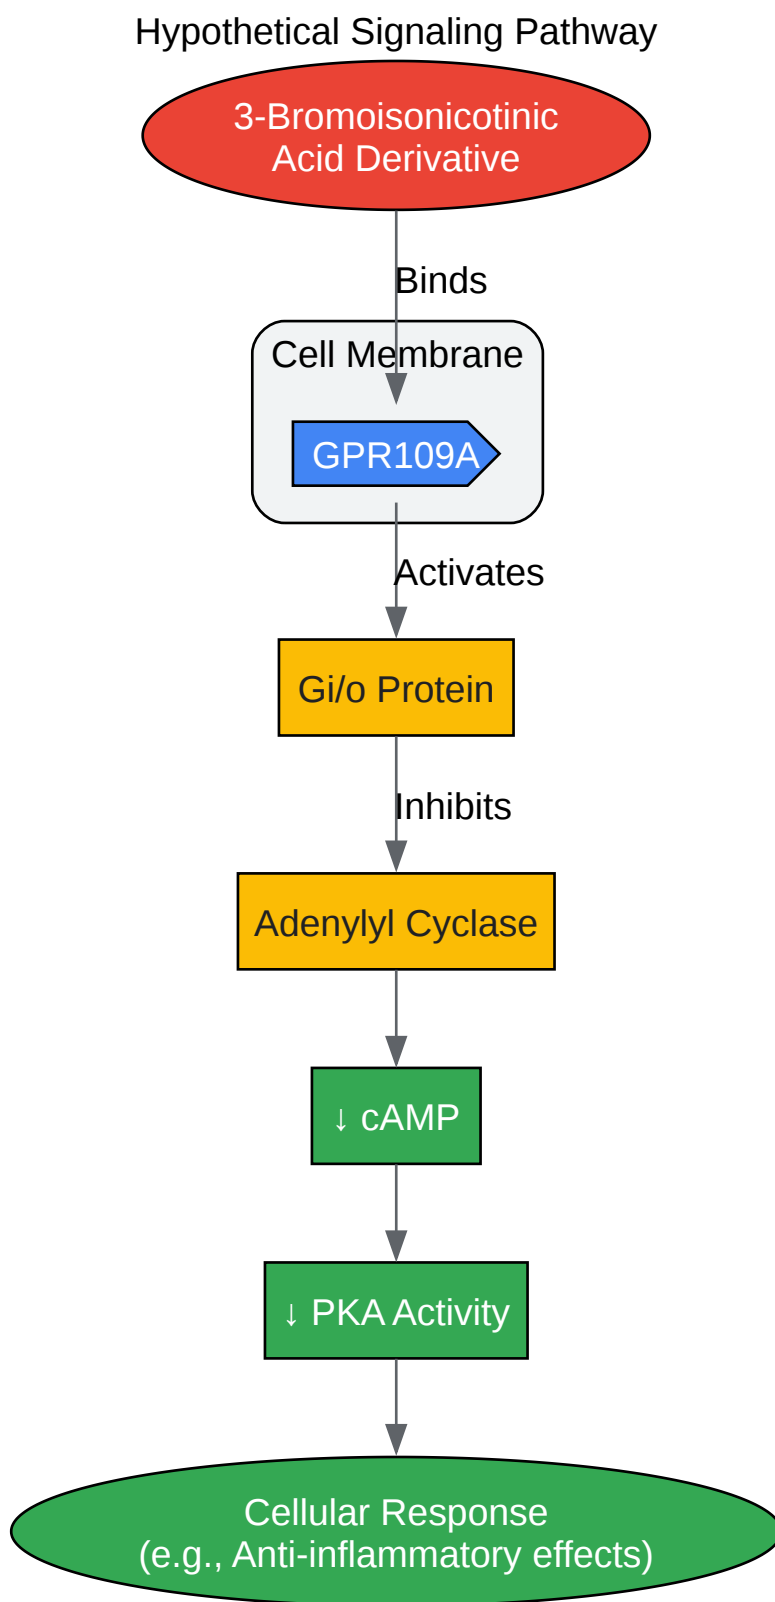 Hypothetical Signaling Pathway
3-Bromoisonicotinic
Acid Derivative
Binds
Cell Membrane
GPR109A
Activates
Gi/o Protein
Inhibits
Adenylyl Cyclase
↓ cAMP
↓ PKA Activity
Cellular Response
(e.g., Anti-inflammatory effects)